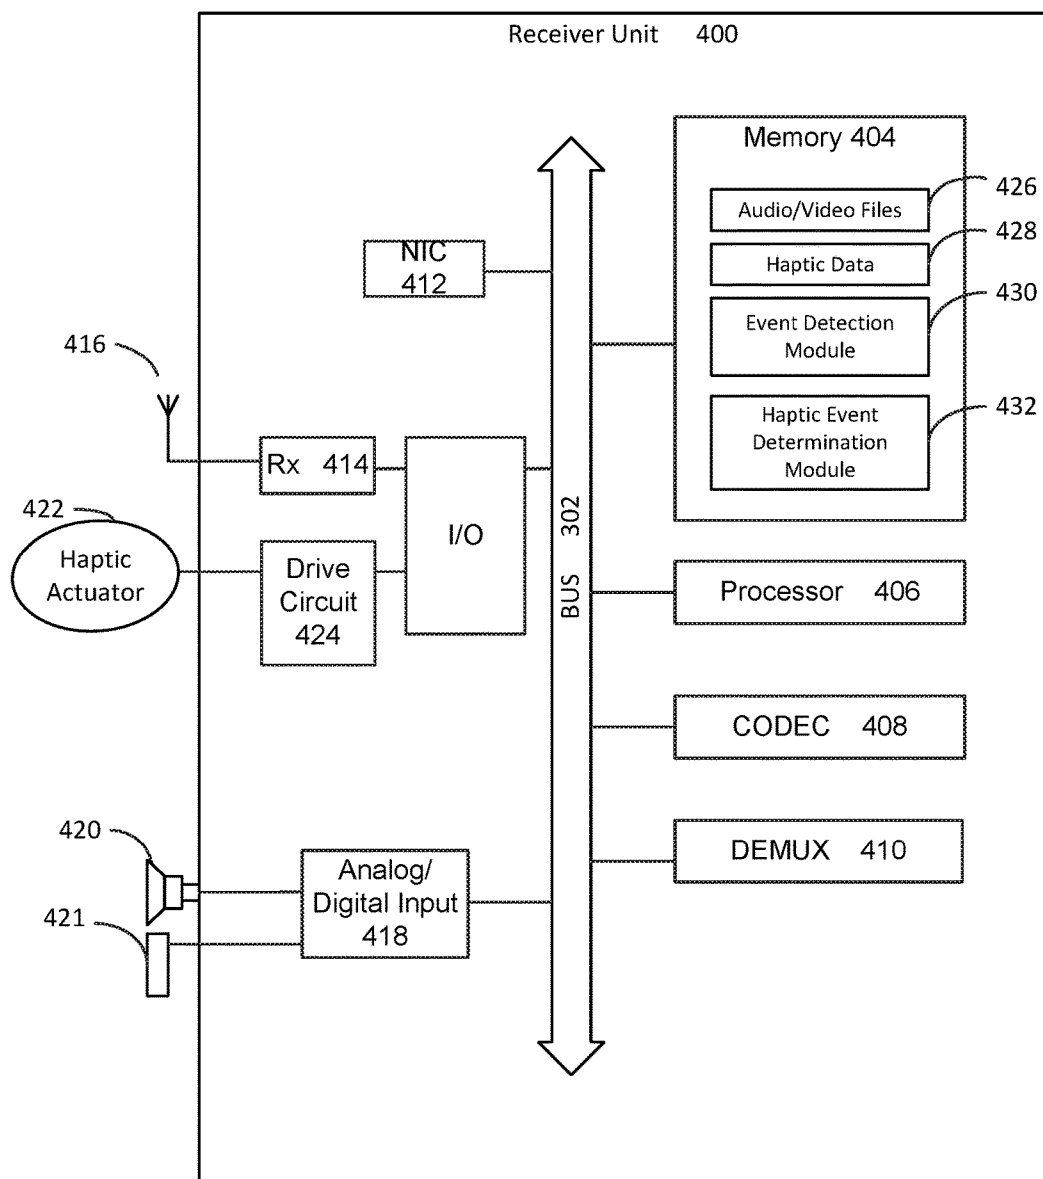 Receiver Unit 400
Memory 404
Audio/Video Files
426
Haptic Data
428
Event Detection
Module
430
Haptic Event
Determination
Module
432
NIC
412
416
Rx 414
I/O
422
Haptic
Actuator
Drive
Circuit
424
BUS 302
Processor 406
CODEC 408
DEMUX 410
420
421
Analog/
Digital Input
418